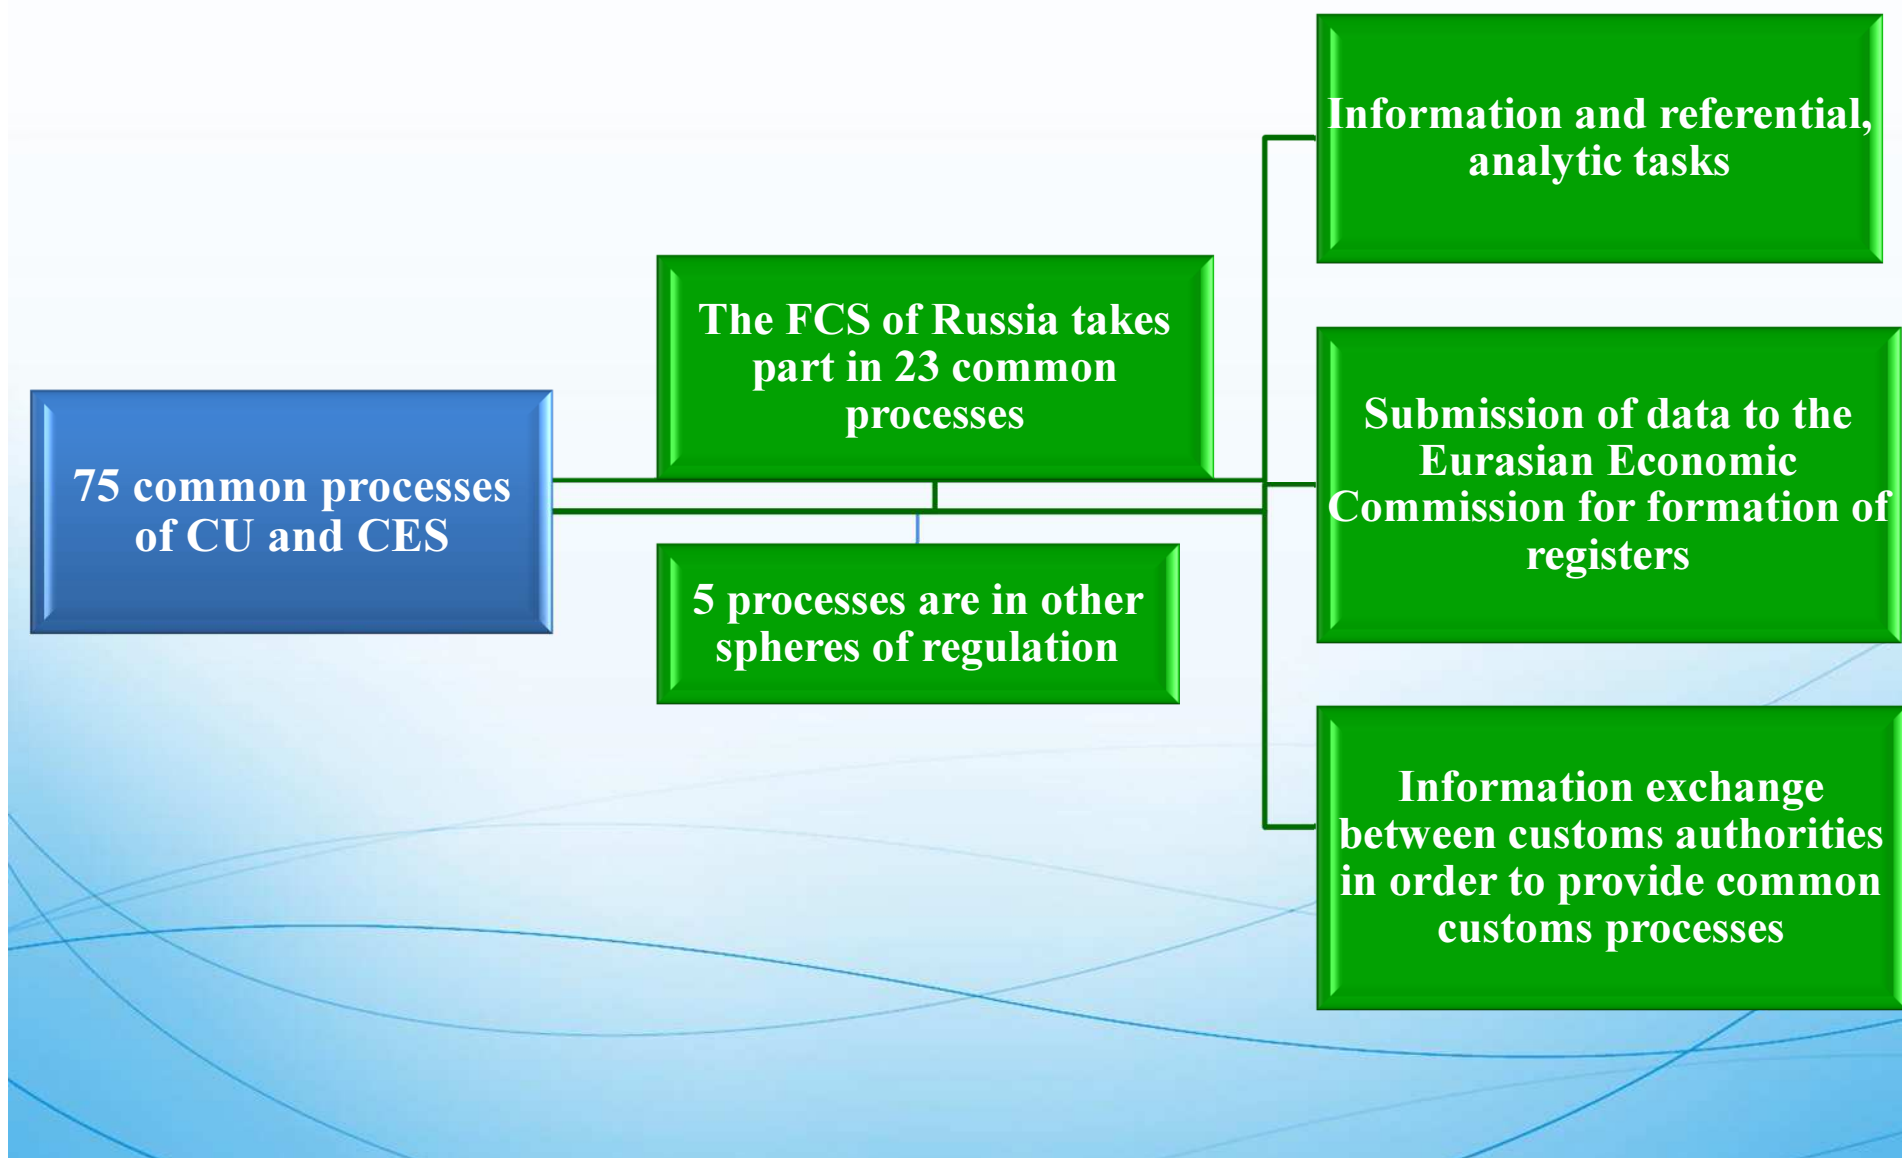 75 common processes
of CU and CES
The FCS of Russia takes
part in 23 common
processes
5 processes are in other
spheres of regulation
Information and referential,
analytic tasks
Submission of data to the
Eurasian Economic
Commission for formation of
registers
Information exchange
between customs authorities
in order to provide common
customs processes